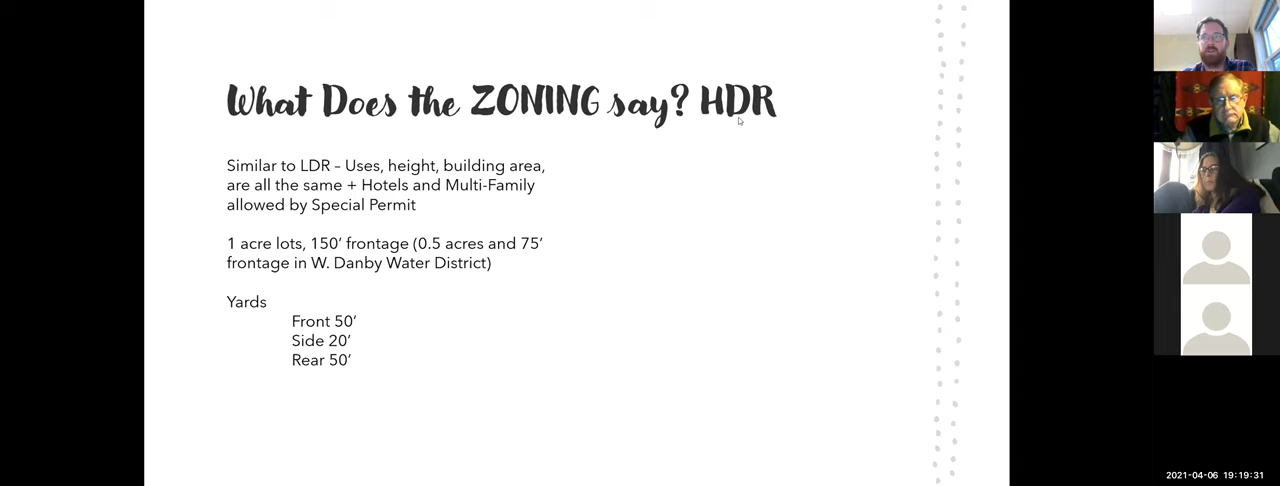 What Does the ZONING say? HDR
Similar to LDR – Uses, height, building area,
are all the same + Hotels and Multi-Family
allowed by Special Permit
1 acre lots, 150’ frontage (0.5 acres and 75’
frontage in W. Danby Water District)
Yards
Front 50’
Side 20’
Rear 50’
2021-04-06 19:19:31